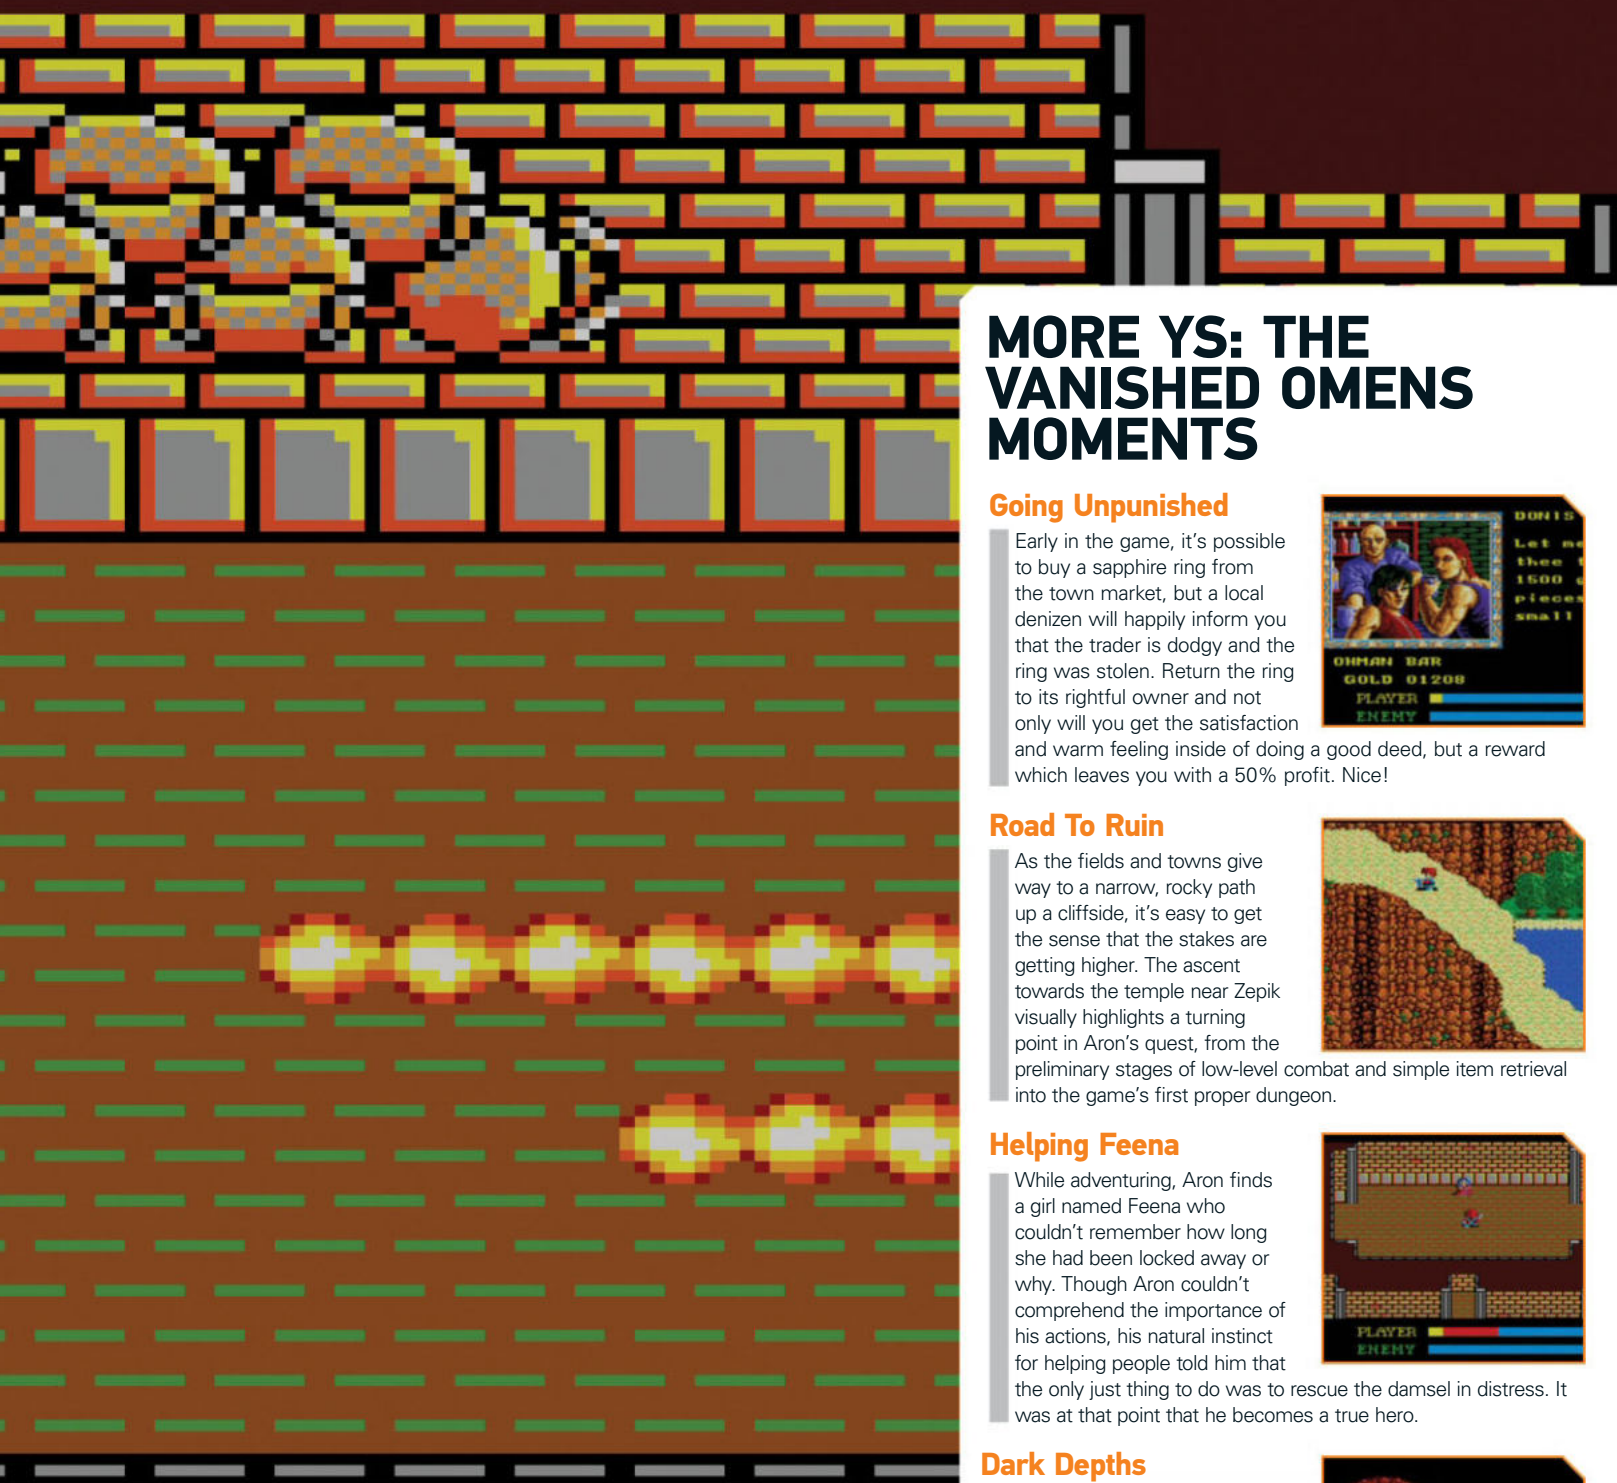 MORE YS: THE
VANISHED OMENS
MOMENTS
Going Unpunished
Early in the game, it's possible
to buy a sapphire ring from
the town market, but a local
denizen will happily inform you
that the trader is dodgy and the
ring was stolen. Return the ring
to its rightful owner and not
only will you get the satisfaction
and warm feeling inside of doing a good deed, but a reward
which leaves you with a 50% profit. Nice!
DONIS
Let me
thee
1500
pieces
small
OHMAN BAR
GOLD 01208
PLAYER
ENEMY
Road To Ruin
As the fields and towns give
way to a narrow, rocky path
up a cliffside, it's easy to get
the sense that the stakes are
getting higher. The ascent
towards the temple near Zepik
visually highlights a turning
point in Aron's quest, from the
preliminary stages of low-level combat and simple item retrieval
into the game's first proper dungeon.
Helping Feena
While adventuring, Aron finds
a girl named Feena who
couldn't remember how long
she had been locked away or
why. Though Aron couldn't
comprehend the importance of
his actions, his natural instinct
for helping people told him that
the only just thing to do was to rescue the damsel in distress. It
was at that point that he becomes a true hero.
PLAYER
ENEMY
Dark Depths